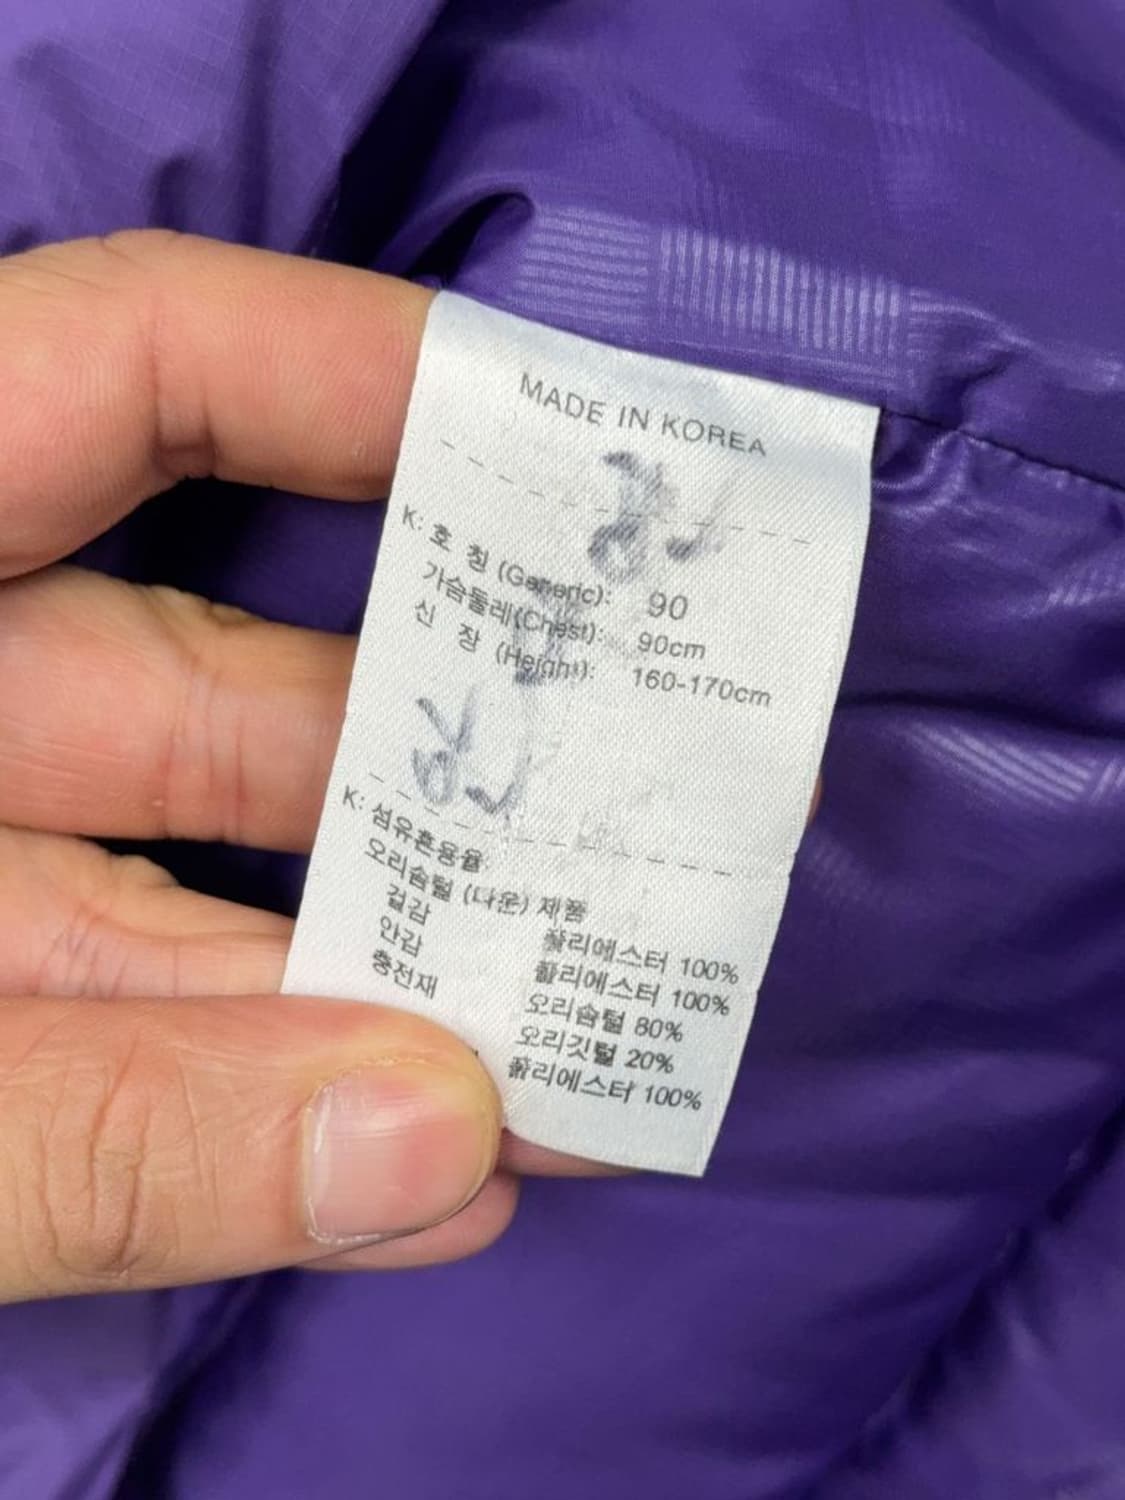 MADE IN KOREA
K: 호 칭 (Generic): 90
가슴둘레(Chest): 90cm
신 장 (Height): 160-170cm
K: 섬유혼용율
오리솜털 (다운) 제품
겉감 폴리에스터 100%
안감 폴리에스터 100%
충전재 오리솜털 80%
오리깃털 20%
폴리에스터 100%